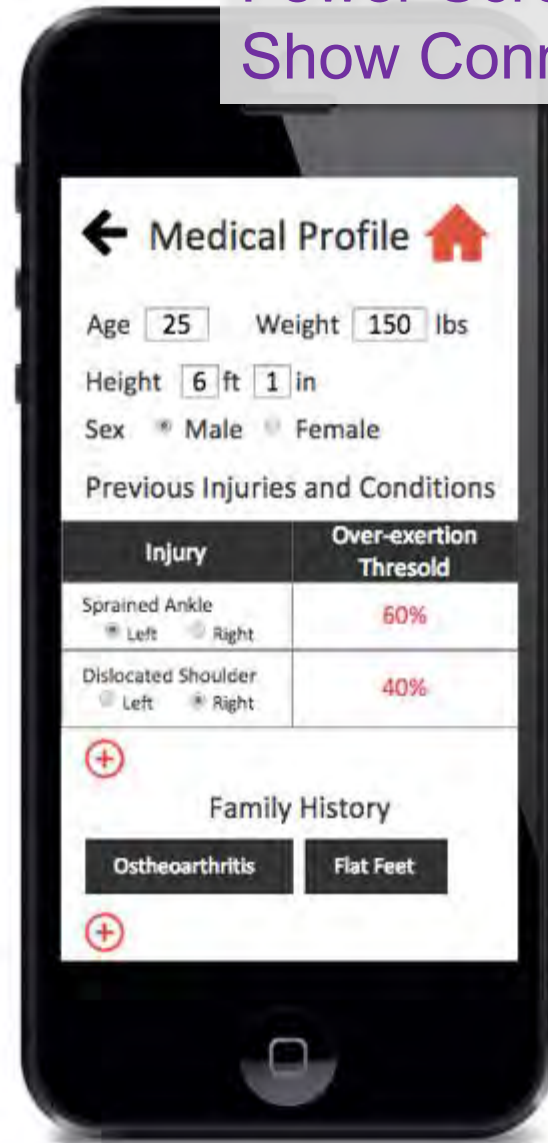 Show
Medical Profile
Age 25 Weight 150 lbs
Height 6 ft 1 in
Sex Male Female
Previous Injuries and Conditions
Injury Over-exertion
Thresold
Sprained Ankle 60%
Left Right
Dislocated Shoulder 40%
Left Right
Family History
Ostheoarthritis Flat Feet